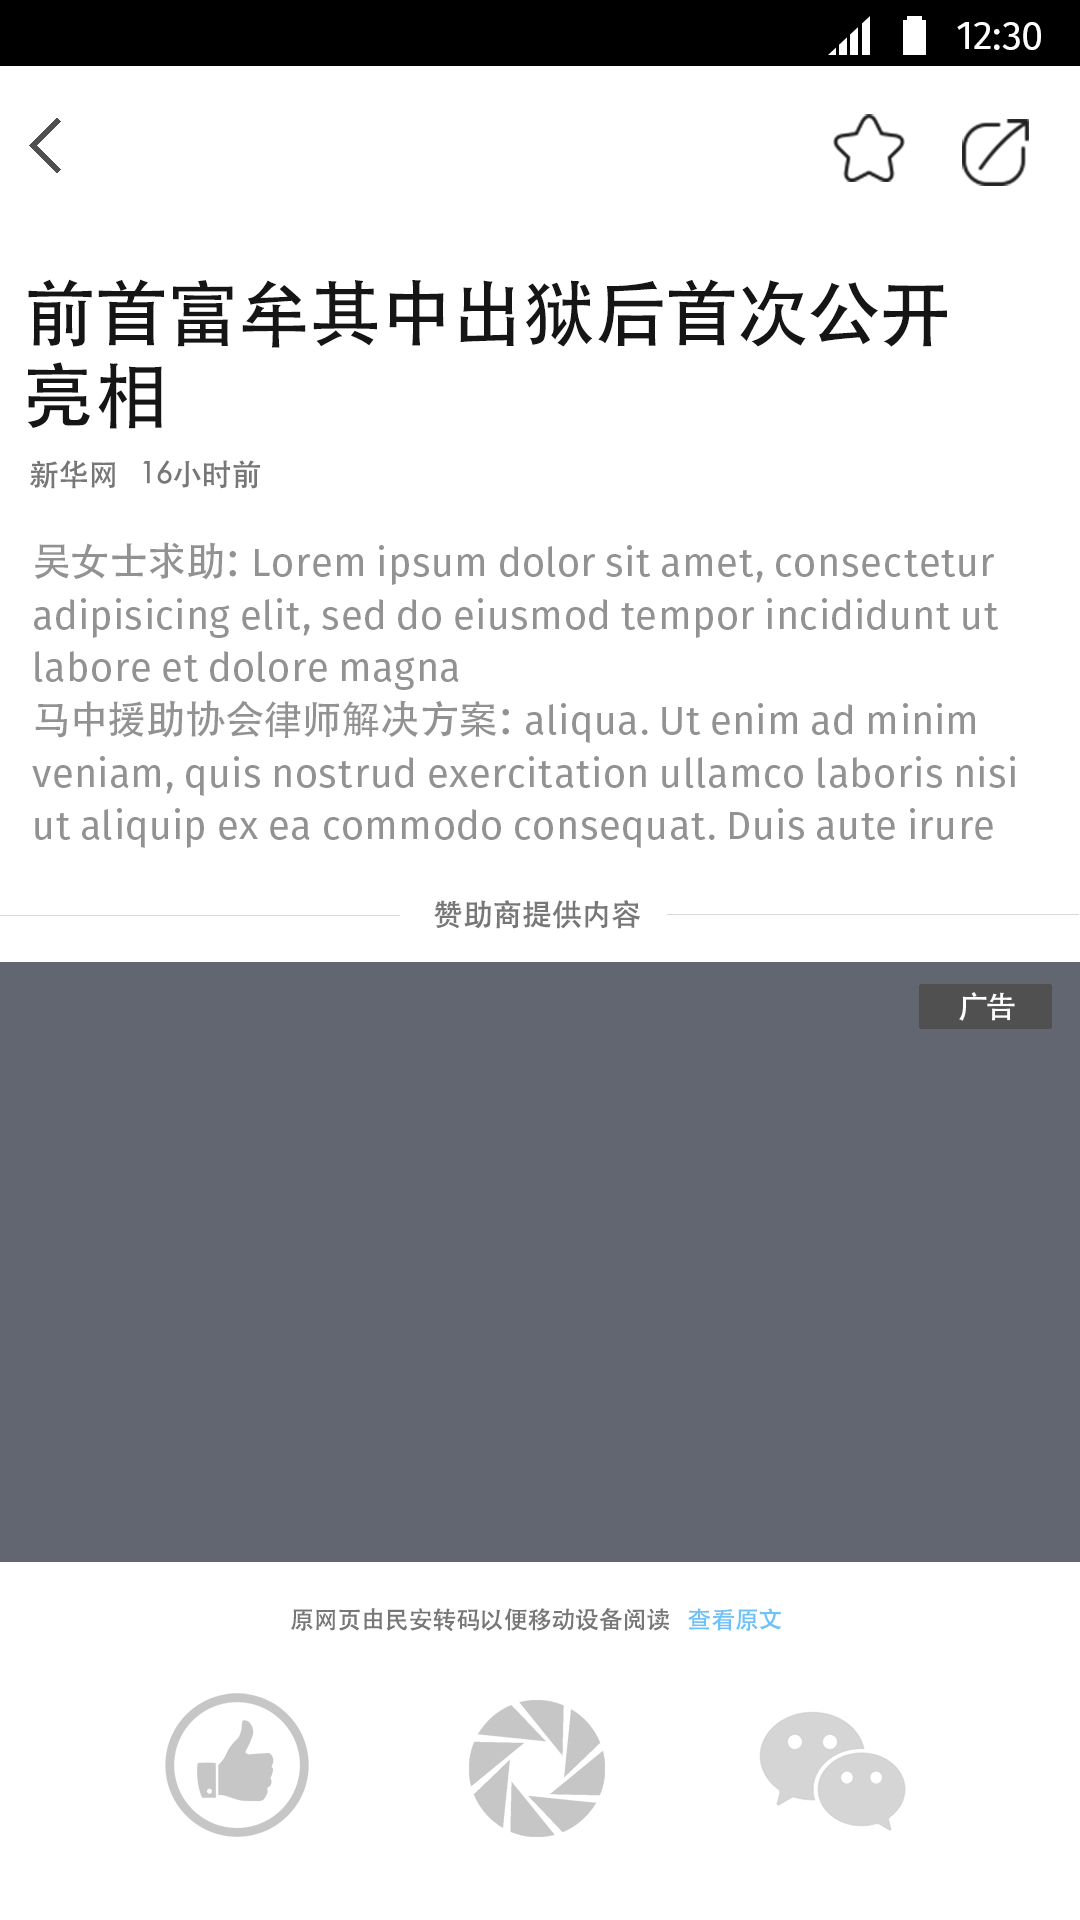 12:30
前首富牟其中出狱后首次公开
亮相
新华网 16小时前
吴女士求助：Lorem ipsum dolor sit amet, consectetur
adipisicing elit, sed do eiusmod tempor incididunt ut
labore et dolore magna
马中援助协会律师解决方案：aliqua. Ut enim ad minim
veniam, quis nostrud exercitation ullamco laboris nisi
ut aliquip ex ea commodo consequat. Duis aute irure
赞助商提供内容
广告
原网页由民安转码以便移动设备阅读 查看原文